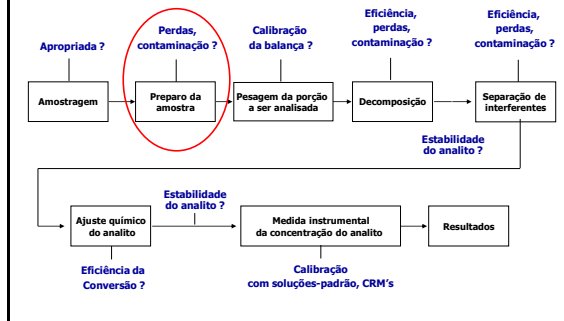 Apropriada ?
Perdas,
contaminação ?
Calibração
da balança ?
Eficiência,
perdas,
contaminação ?
Eficiência,
perdas,
contaminação ?
Amostragem
Preparo da
amostra
Pesagem da porção
a ser analisada
Decomposição
Separação de
interferentes
Estabilidade
do analito ?
Estabilidade
do analito ?
Ajuste químico
do analito
Medida instrumental
da concentração do analito
Resultados
Eficiência da
Conversão ?
Calibração
com soluções-padrão, CRM’s